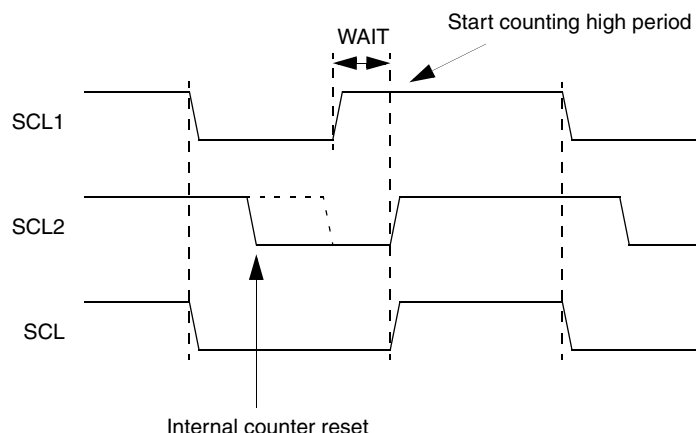 Start counting high period
WAIT
SCL1
SCL2
SCL
Internal counter reset